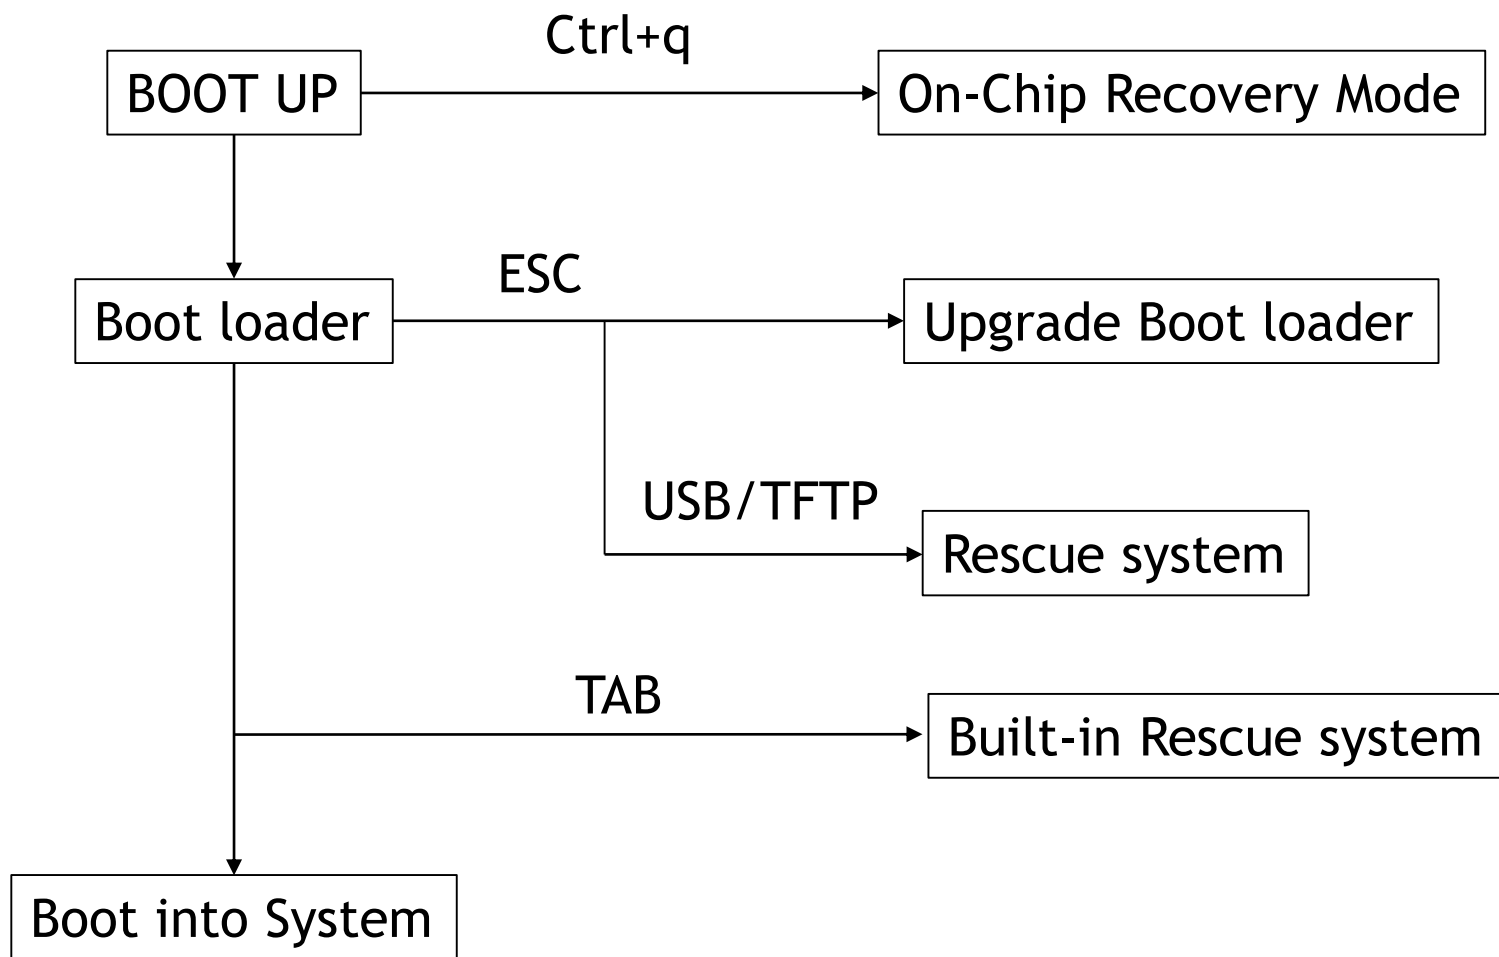 Ctrl+q
BOOT UP
On-Chip Recovery Mode
ESC
Boot loader
Upgrade Boot loader
USB/TFTP
Rescue system
TAB
Built-in Rescue system
Boot into System